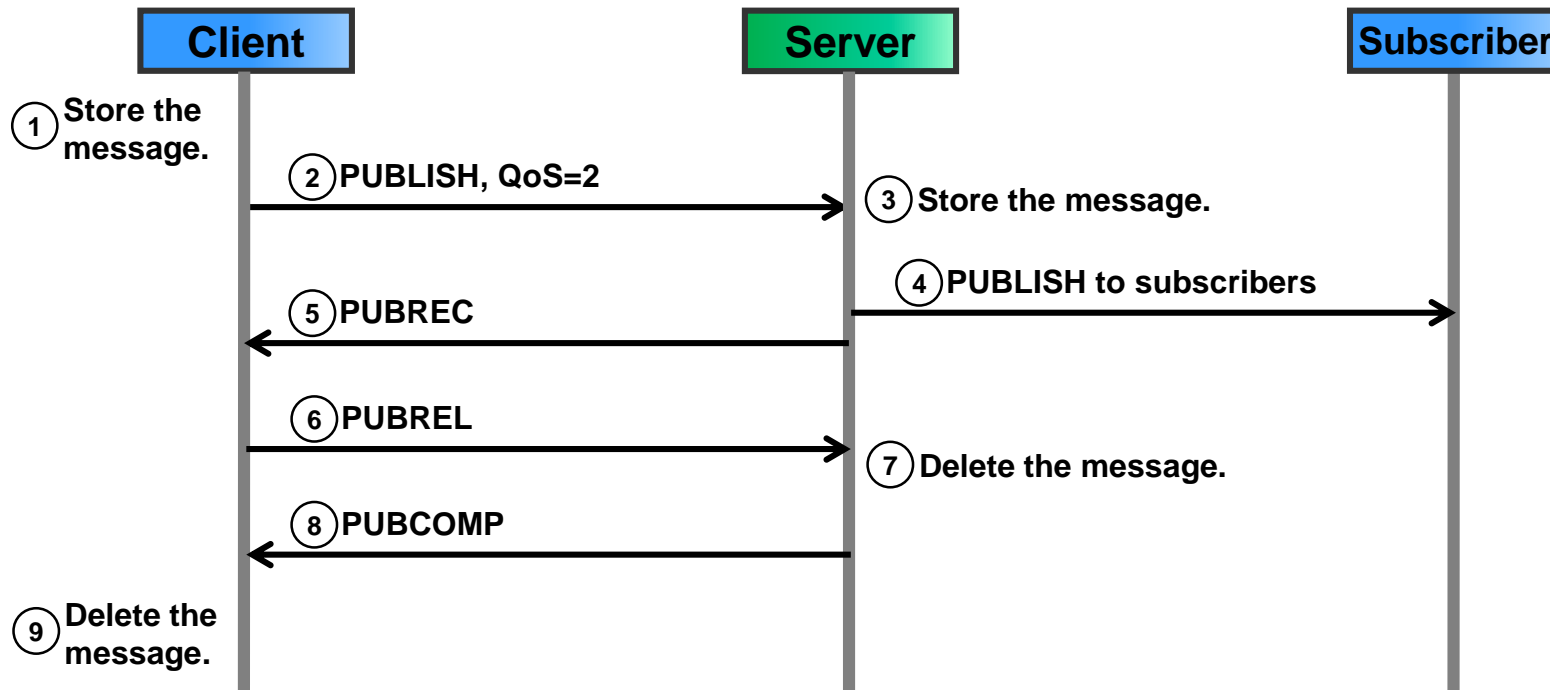 Client
Server
Subscriber
1 Store the
message.
2 PUBLISH, QoS=2
3 Store the message.
4 PUBLISH to subscribers
5 PUBREC
6 PUBREL
7 Delete the message.
8 PUBCOMP
9 Delete the
message.